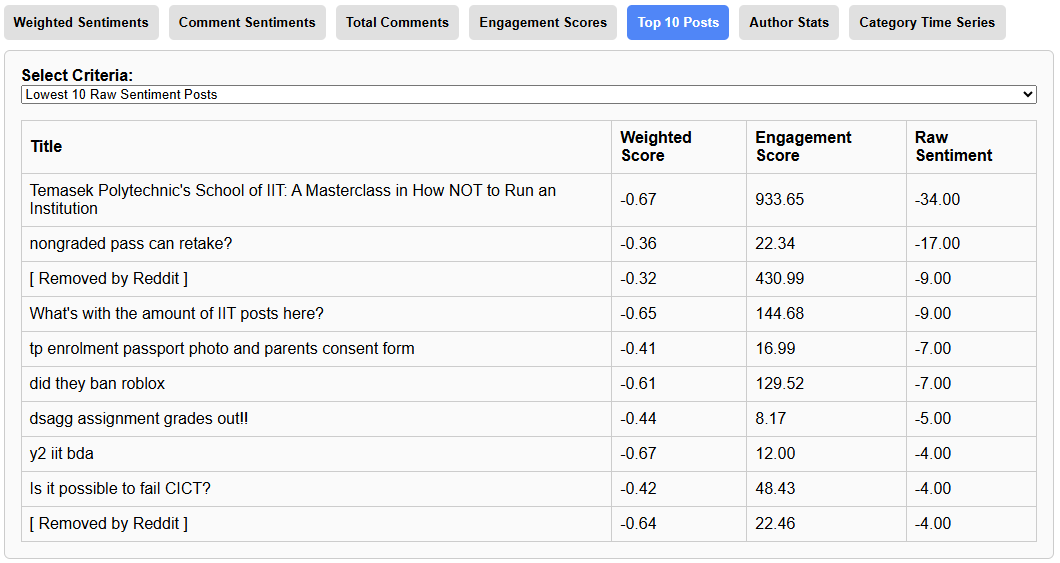 Weighted Sentiments Comment Sentiments Total Comments Engagement Scores Top 10 Posts Author Stats Category Time Series
Select Criteria:
Lowest 10 Raw Sentiment Posts
Title Weighted Score Engagement Score Raw Sentiment
Temasek Polytechnic's School of IIT: A Masterclass in How NOT to Run an
Institution -0.67 933.65 -34.00
nongraded pass can retake? -0.36 22.34 -17.00
[ Removed by Reddit ] -0.32 430.99 -9.00
What's with the amount of IIT posts here? -0.65 144.68 -9.00
tp enrolment passport photo and parents consent form -0.41 16.99 -7.00
did they ban roblox -0.61 129.52 -7.00
dsagg assignment grades out!! -0.44 8.17 -5.00
y2 iit bda -0.67 12.00 -4.00
Is it possible to fail CICT? -0.42 48.43 -4.00
[ Removed by Reddit ] -0.64 22.46 -4.00